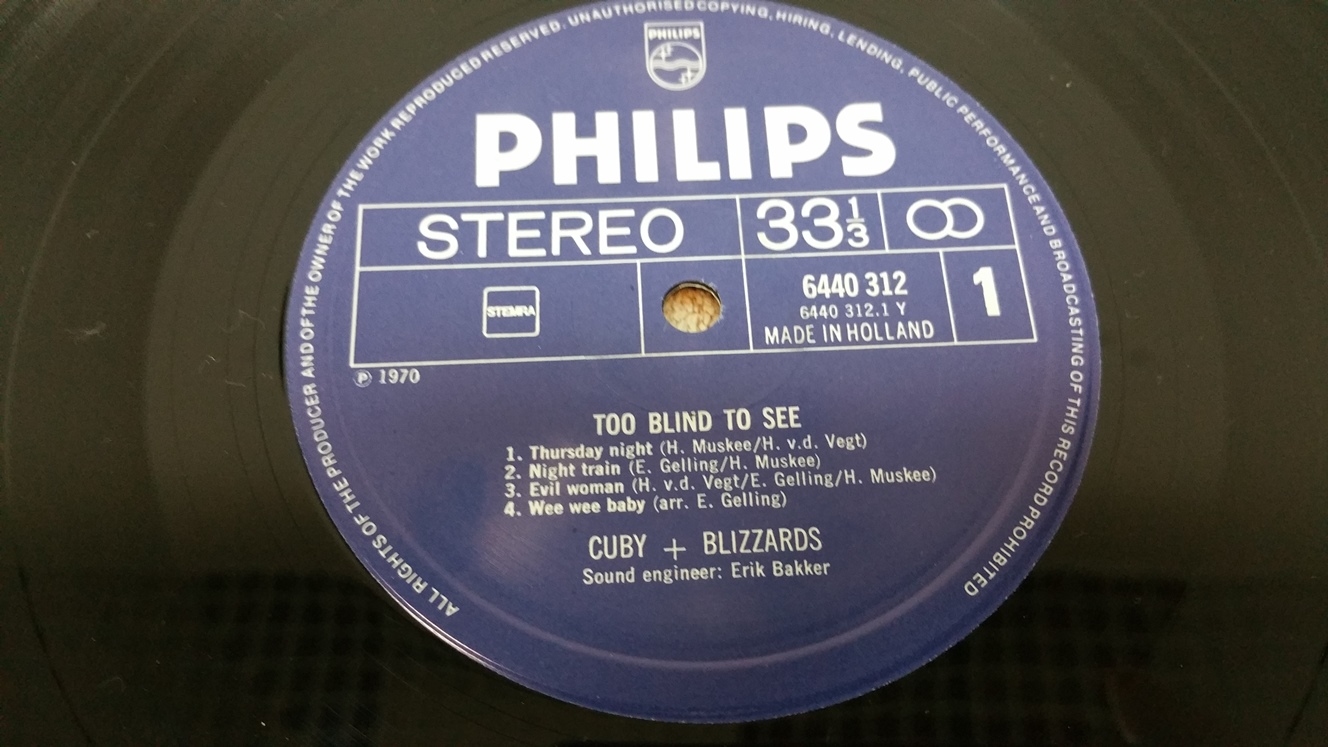 ALL RIGHTS OF THE PRODUCER AND OF THE OWNER OF THE WORK REPRODUCED RESERVED. UNAUTHORISED COPYING, HIRING, LENDING, PUBLIC PERFORMANCE AND BROADCASTING OF THIS RECORD PROHIBITED
PHILIPS
PHILIPS
STEREO 33 1/3
STEMRA
6440 312
6440 312.1 Y
MADE IN HOLLAND
1
℗ 1970
TOO BLIND TO SEE
1. Thursday night (H. Muskee/H. v.d. Vegt)
2. Night train (E. Gelling/H. Muskee)
3. Evil woman (H. v.d. Vegt/E. Gelling/H. Muskee)
4. Wee wee baby (arr. E. Gelling)
CUBY + BLIZZARDS
Sound engineer: Erik Bakker